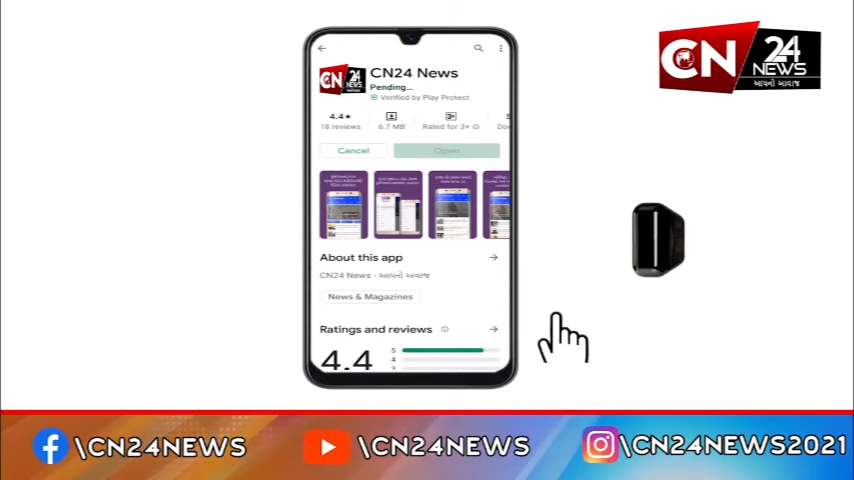 CN24 News
Pending...
Verified by Play Protect
4.4★
18 reviews
6.7 MB
3+
Rated for 3+
Cancel
Open
About this app
CN24 News - આપનો અવાજ
News & Magazines
Ratings and reviews
4.4
5
4
3
CN 24 NEWS
આપનો અવાજ
\CN24NEWS
\CN24NEWS
\CN24NEWS2021